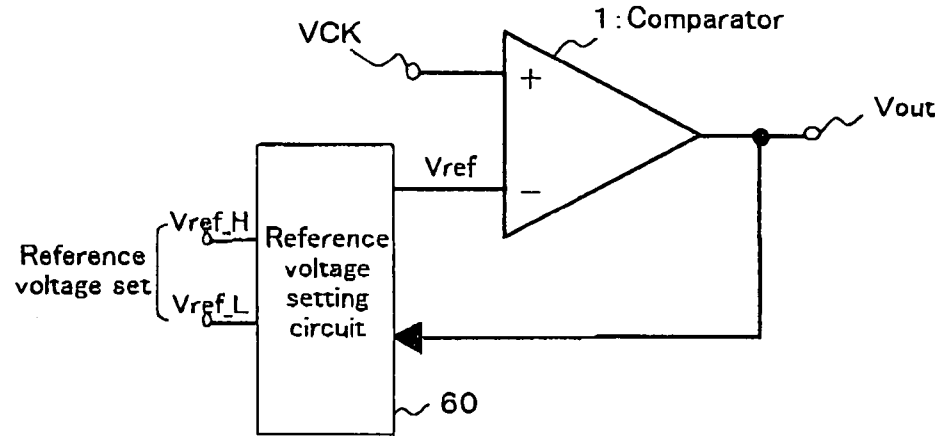 1 : Comparator
VCK
+
Vout
Vref
−
Vref_H
Reference
voltage set
Vref_L
Reference
voltage
setting
circuit
60